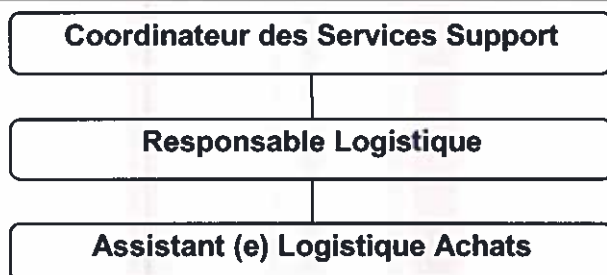 Coordinateur des Services Support
Responsable Logistique
Assistant (e) Logistique Achats